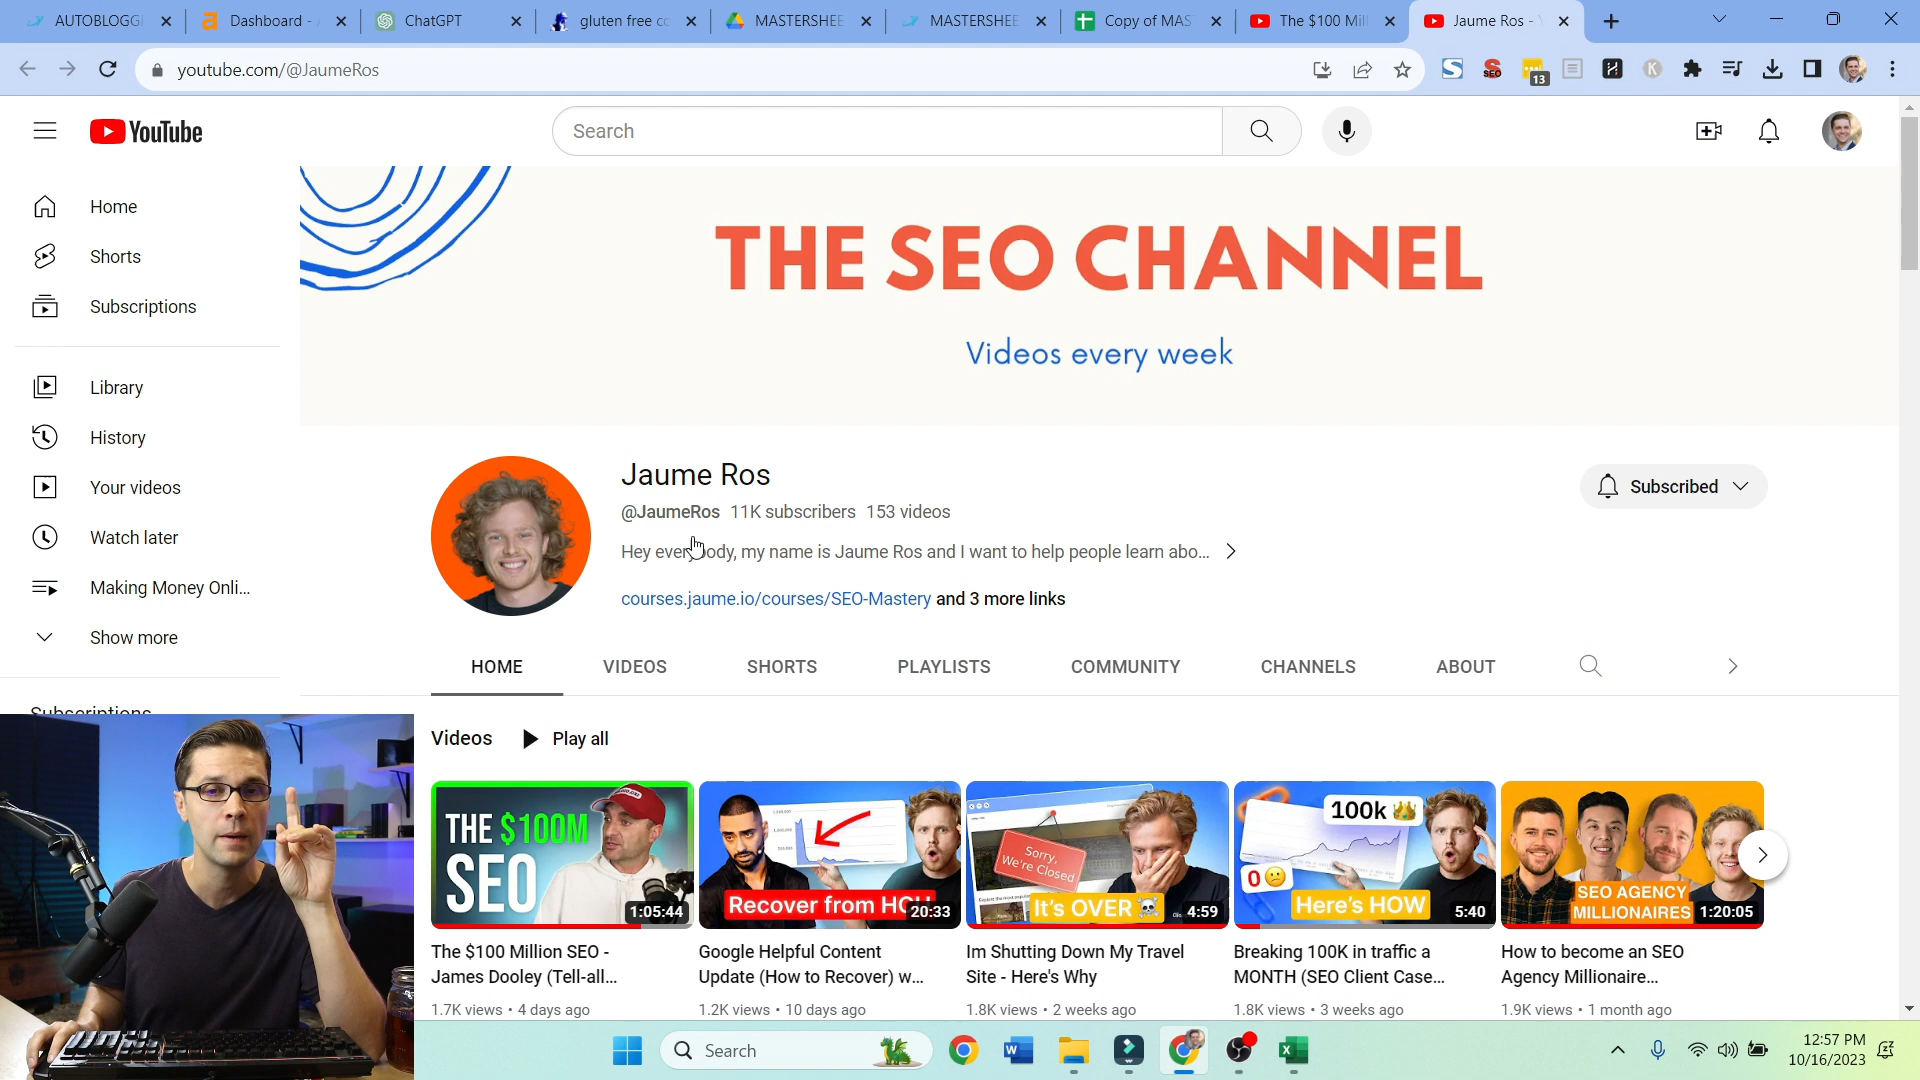 AUTOBLOGGI
Dashboard - A
ChatGPT
gluten free co
MASTERSHEE
MASTERSHEE
Copy of MAS
The $100 Mill
Jaume Ros - Y
youtube.com/@JaumeRos
SEO
13
K
YouTube
Search
Home
Shorts
Subscriptions
Library
History
Your videos
Watch later
Making Money Onli...
Show more
Subscriptions
THE SEO CHANNEL
Videos every week
Jaume Ros
@JaumeRos 11K subscribers 153 videos
Hey everybody, my name is Jaume Ros and I want to help people learn abo...
courses.jaume.io/courses/SEO-Mastery and 3 more links
Subscribed
HOME
VIDEOS
SHORTS
PLAYLISTS
COMMUNITY
CHANNELS
ABOUT
Videos
Play all
THE $100M
SEO
1:05:44
Recover from HCU
20:33
Sorry,
We're Closed
It's OVER
4:59
100k
0
Here's HOW
5:40
SEO AGENCY
MILLIONAIRES
1:20:05
The $100 Million SEO -
James Dooley (Tell-all...
1.7K views • 4 days ago
Google Helpful Content
Update (How to Recover) w...
1.2K views • 10 days ago
Im Shutting Down My Travel
Site - Here's Why
1.8K views • 2 weeks ago
Breaking 100K in traffic a
MONTH (SEO Client Case...
1.8K views • 3 weeks ago
How to become an SEO
Agency Millionaire...
1.9K views • 1 month ago
Search
12:57 PM
10/16/2023